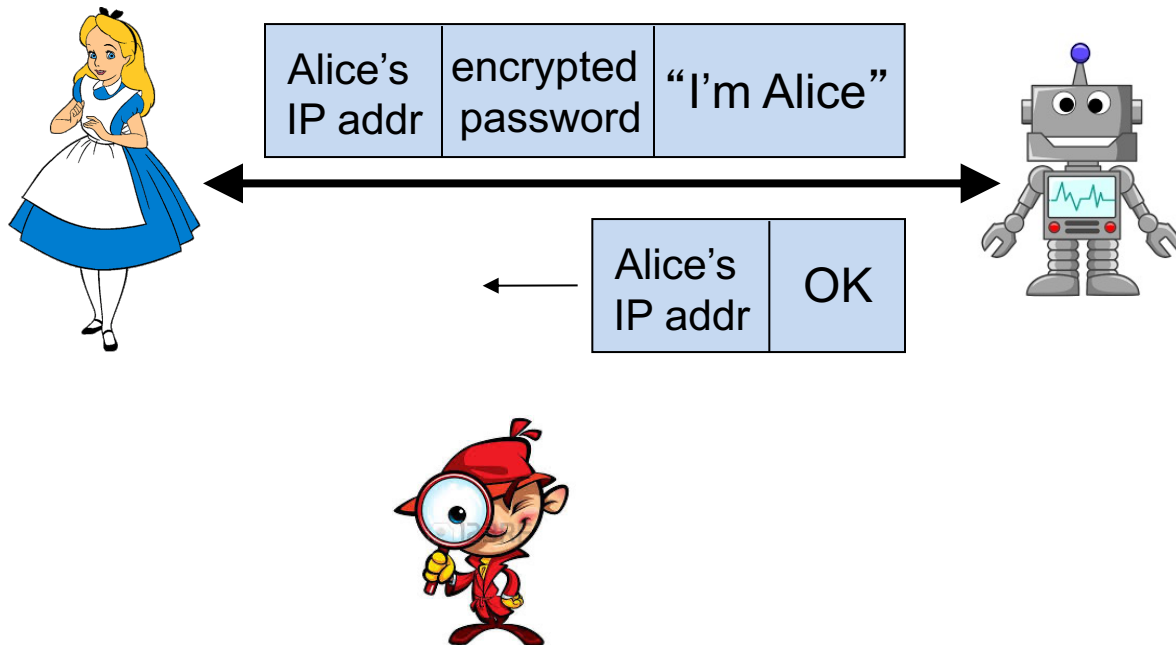 Alice’s
IP addr
encrypted
password
“I’m Alice”
Alice’s
IP addr
OK